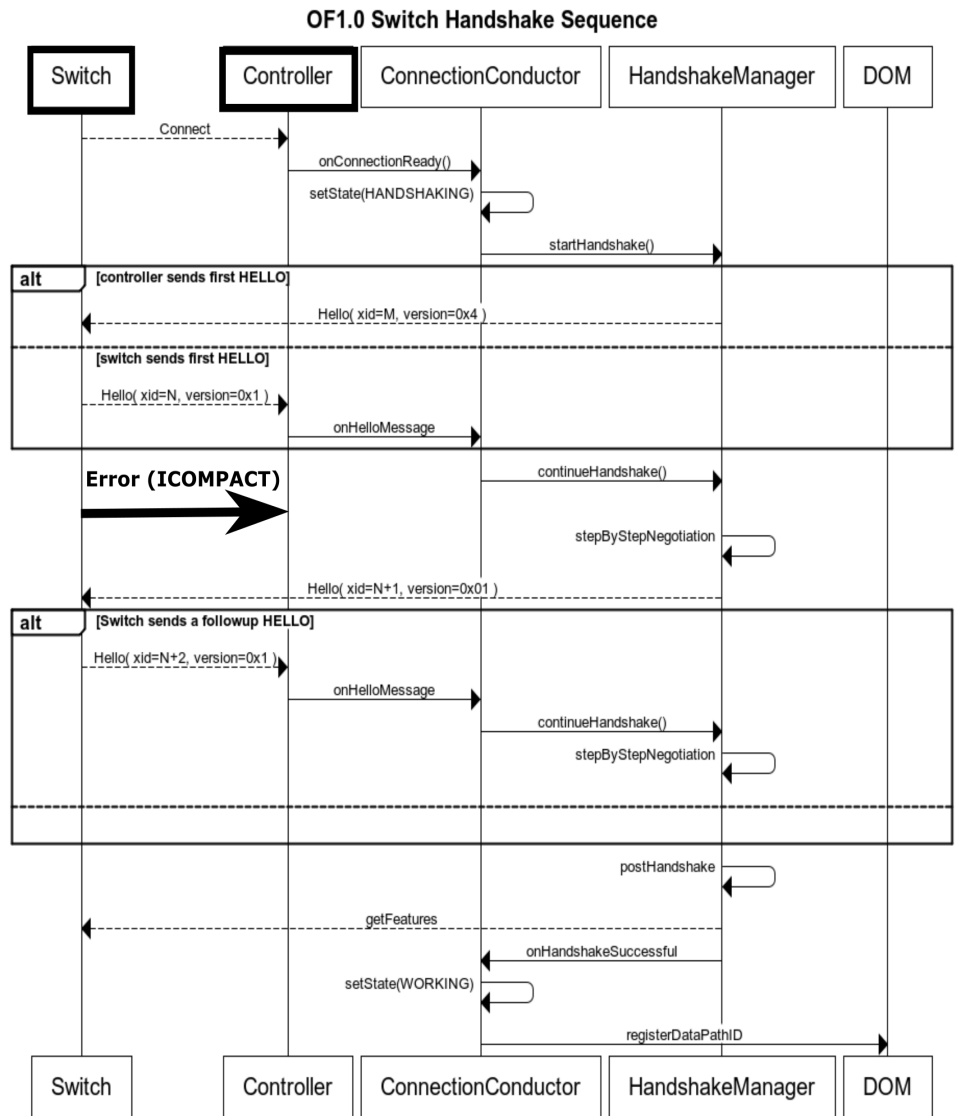 OF1.0 Switch Handshake Sequence
Switch Controller ConnectionConductor HandshakeManager DOM
Connect
onConnectionReady()
setState(HANDSHAKING)
startHandshake()
alt [controller sends first HELLO]
Hello( xid=M, version=0x4 )
[switch sends first HELLO]
Hello( xid=N, version=0x1 )
onHelloMessage
continueHandshake()
Error (ICOMPACT)
stepByStepNegotiation
Hello( xid=N+1, version=0x01 )
alt [Switch sends a followup HELLO]
Hello( xid=N+2, version=0x1 )
onHelloMessage
continueHandshake()
stepByStepNegotiation
postHandshake
getFeatures
onHandshakeSuccessful
setState(WORKING)
registerDataPathID
Switch Controller ConnectionConductor HandshakeManager DOM